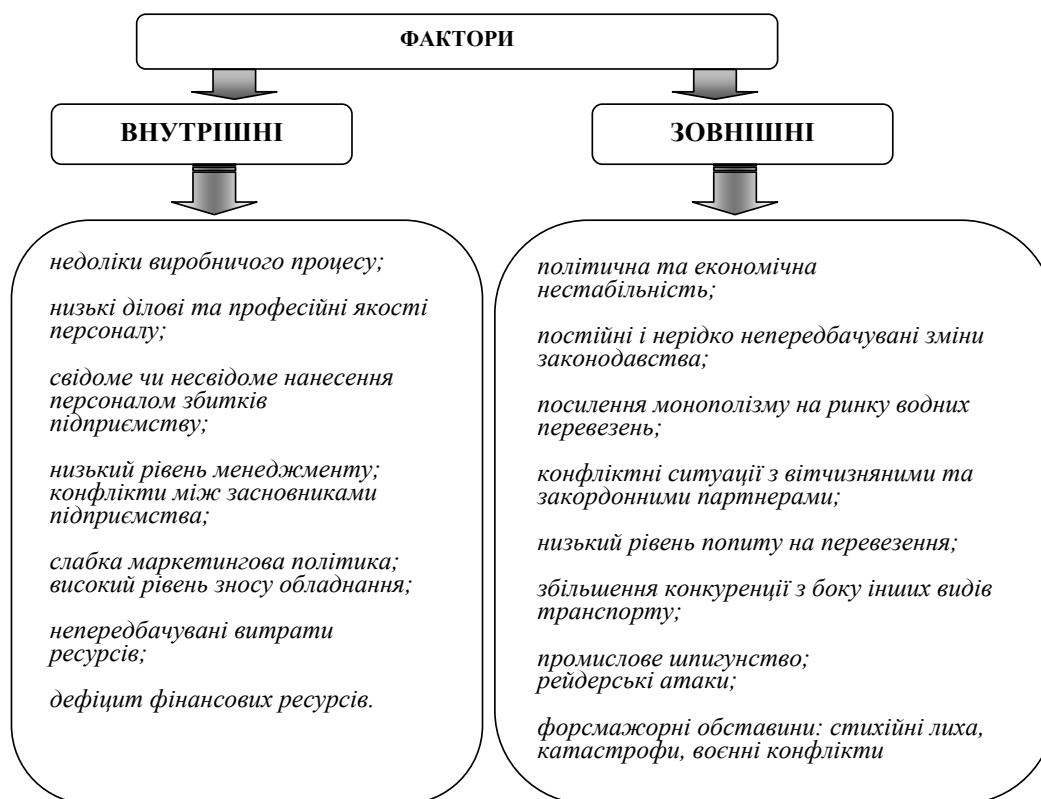 ФАКТОРИ
ВНУТРІШНІ
недоліки виробничого процесу;
низькі ділові та професійні якості
персоналу;
свідоме чи несвідоме нанесення
персоналом збитків
підприємству;
низький рівень менеджменту;
конфлікти між засновниками
підприємства;
слабка маркетингова політика;
високий рівень зносу обладнання;
непередбачувані витрати
ресурсів;
дефіцит фінансових ресурсів.
ЗОВНІШНІ
політична та економічна
нестабільність;
постійні і нерідко непередбачувані зміни
законодавства;
посилення монополізму на ринку водних
перевезень;
конфліктні ситуації з вітчизняними та
закордонними партнерами;
низький рівень попиту на перевезення;
збільшення конкуренції з боку інших видів
транспорту;
промислове шпигунство;
рейдерські атаки;
форсмажорні обставини: стихійні лиха,
катастрофи, воєнні конфлікти